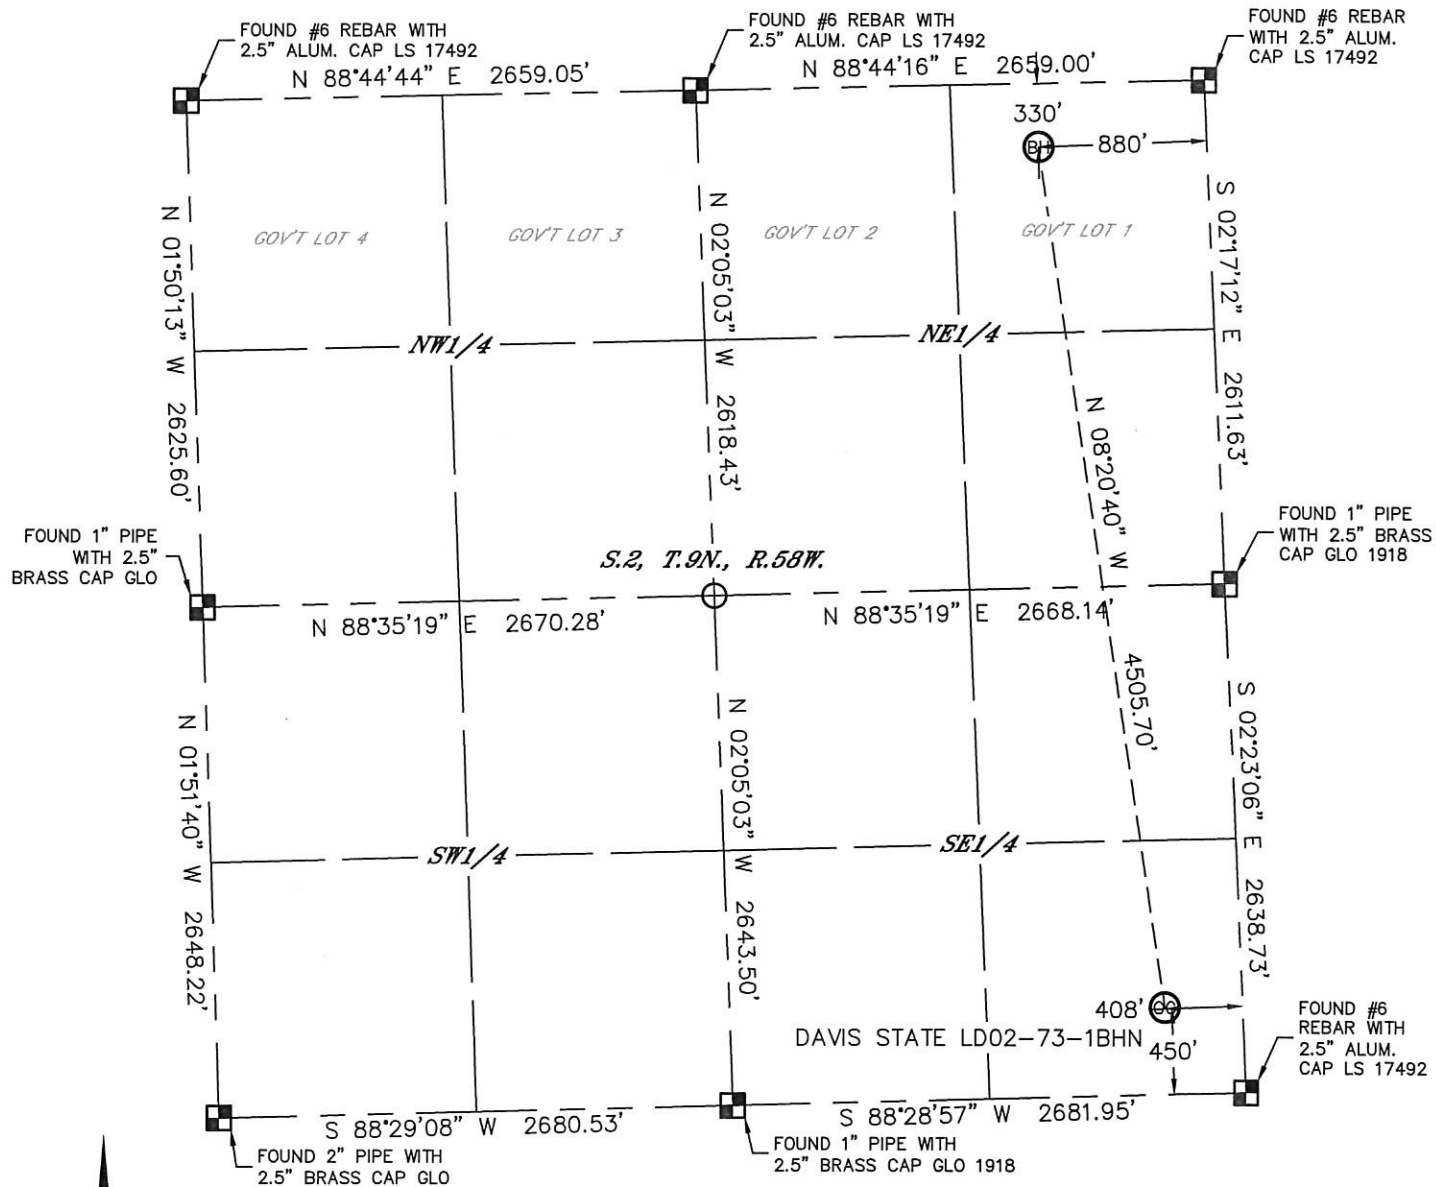 FOUND #6 REBAR WITH
2.5" ALUM. CAP LS 17492
FOUND #6 REBAR WITH
2.5" ALUM. CAP LS 17492
FOUND #6 REBAR
WITH 2.5" ALUM.
CAP LS 17492
N 88°44'44" E 2659.05'
N 88°44'16" E 2659.00'
330'
BH
880'
GOV'T LOT 4
GOV'T LOT 3
GOV'T LOT 2
GOV'T LOT 1
N 01°50'13" W 2625.60'
N 02°05'03" W 2618.43'
S 02°17'12" E 2611.63'
NW1/4
NE1/4
N 08°20'40" W 4505.70'
FOUND 1" PIPE
WITH 2.5"
BRASS CAP GLO
FOUND 1" PIPE
WITH 2.5" BRASS
CAP GLO 1918
S.2, T.9N., R.58W.
N 88°35'19" E 2670.28'
N 88°35'19" E 2668.14'
N 01°51'40" W 2648.22'
N 02°05'03" W 2643.50'
S 02°23'06" E 2638.73'
SW1/4
SE1/4
408'
DAVIS STATE LD02-73-1BHN
450'
FOUND #6
REBAR WITH
2.5" ALUM.
CAP LS 17492
S 88°29'08" W 2680.53'
S 88°28'57" W 2681.95'
FOUND 2" PIPE WITH
2.5" BRASS CAP GLO
FOUND 1" PIPE WITH
2.5" BRASS CAP GLO 1918